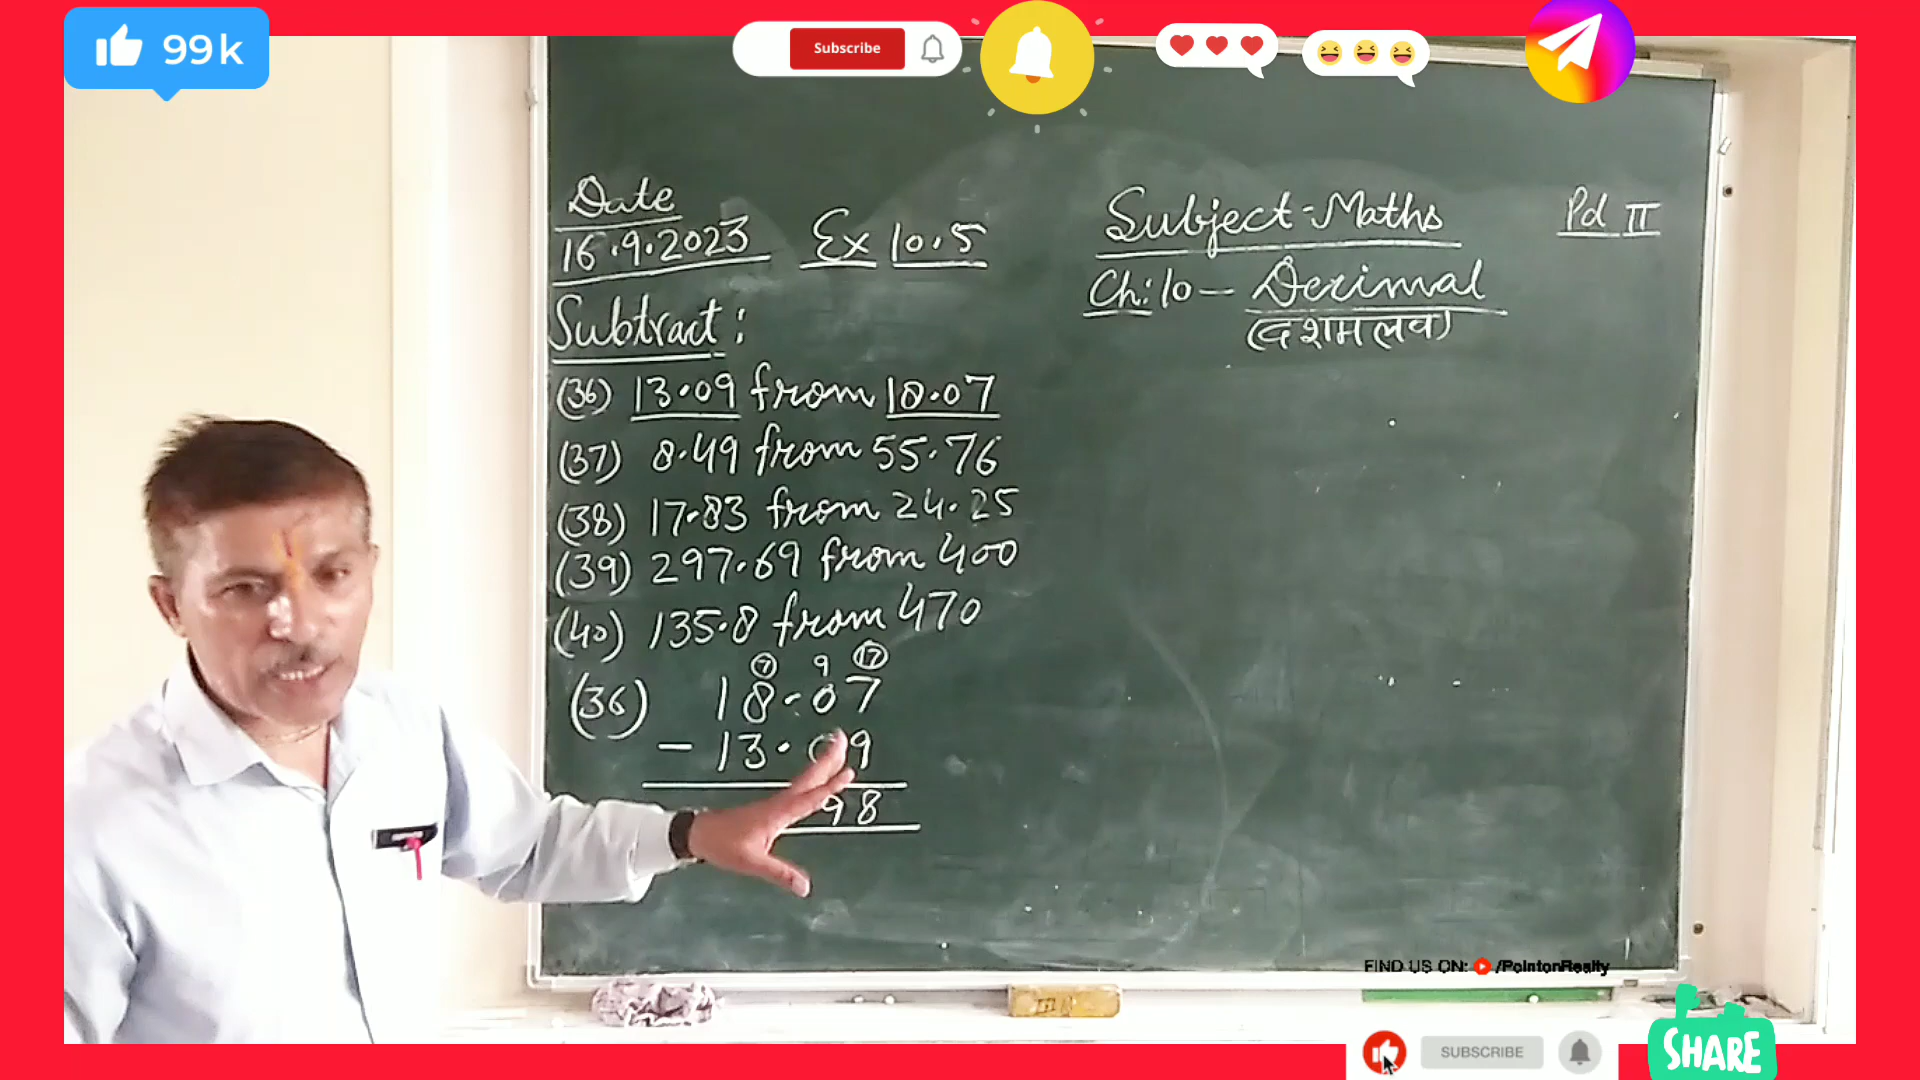 99k
Subscribe
Date
16.9.2023 Ex 10.5
Subject-Maths
Pd II
Ch:10 - Decimal
(दशमलव)
Subtract:
(36) 13.09 from 18.07
(37) 8.49 from 55.76
(38) 17.83 from 24.25
(39) 297.69 from 400
(40) 135.8 from 470
7 9 17
(36) 18.07
- 13.09
98
FIND US ON: /PointonRealty
SUBSCRIBE
SHARE